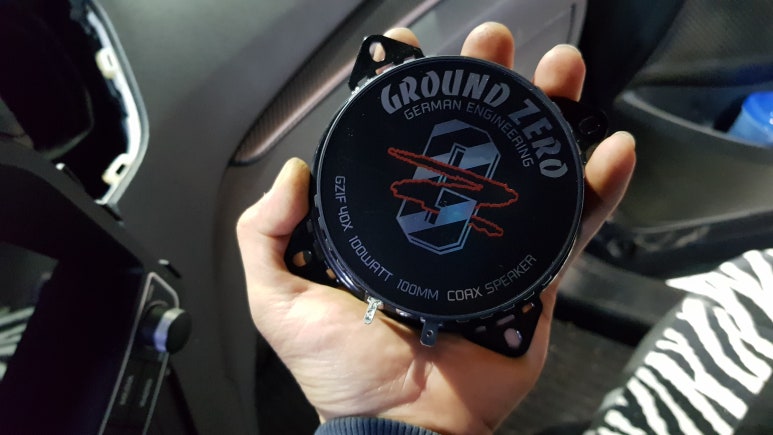 GROUND ZERO
GERMAN ENGINEERING
GZIF 40X 100WATT 100MM COAX SPEAKER